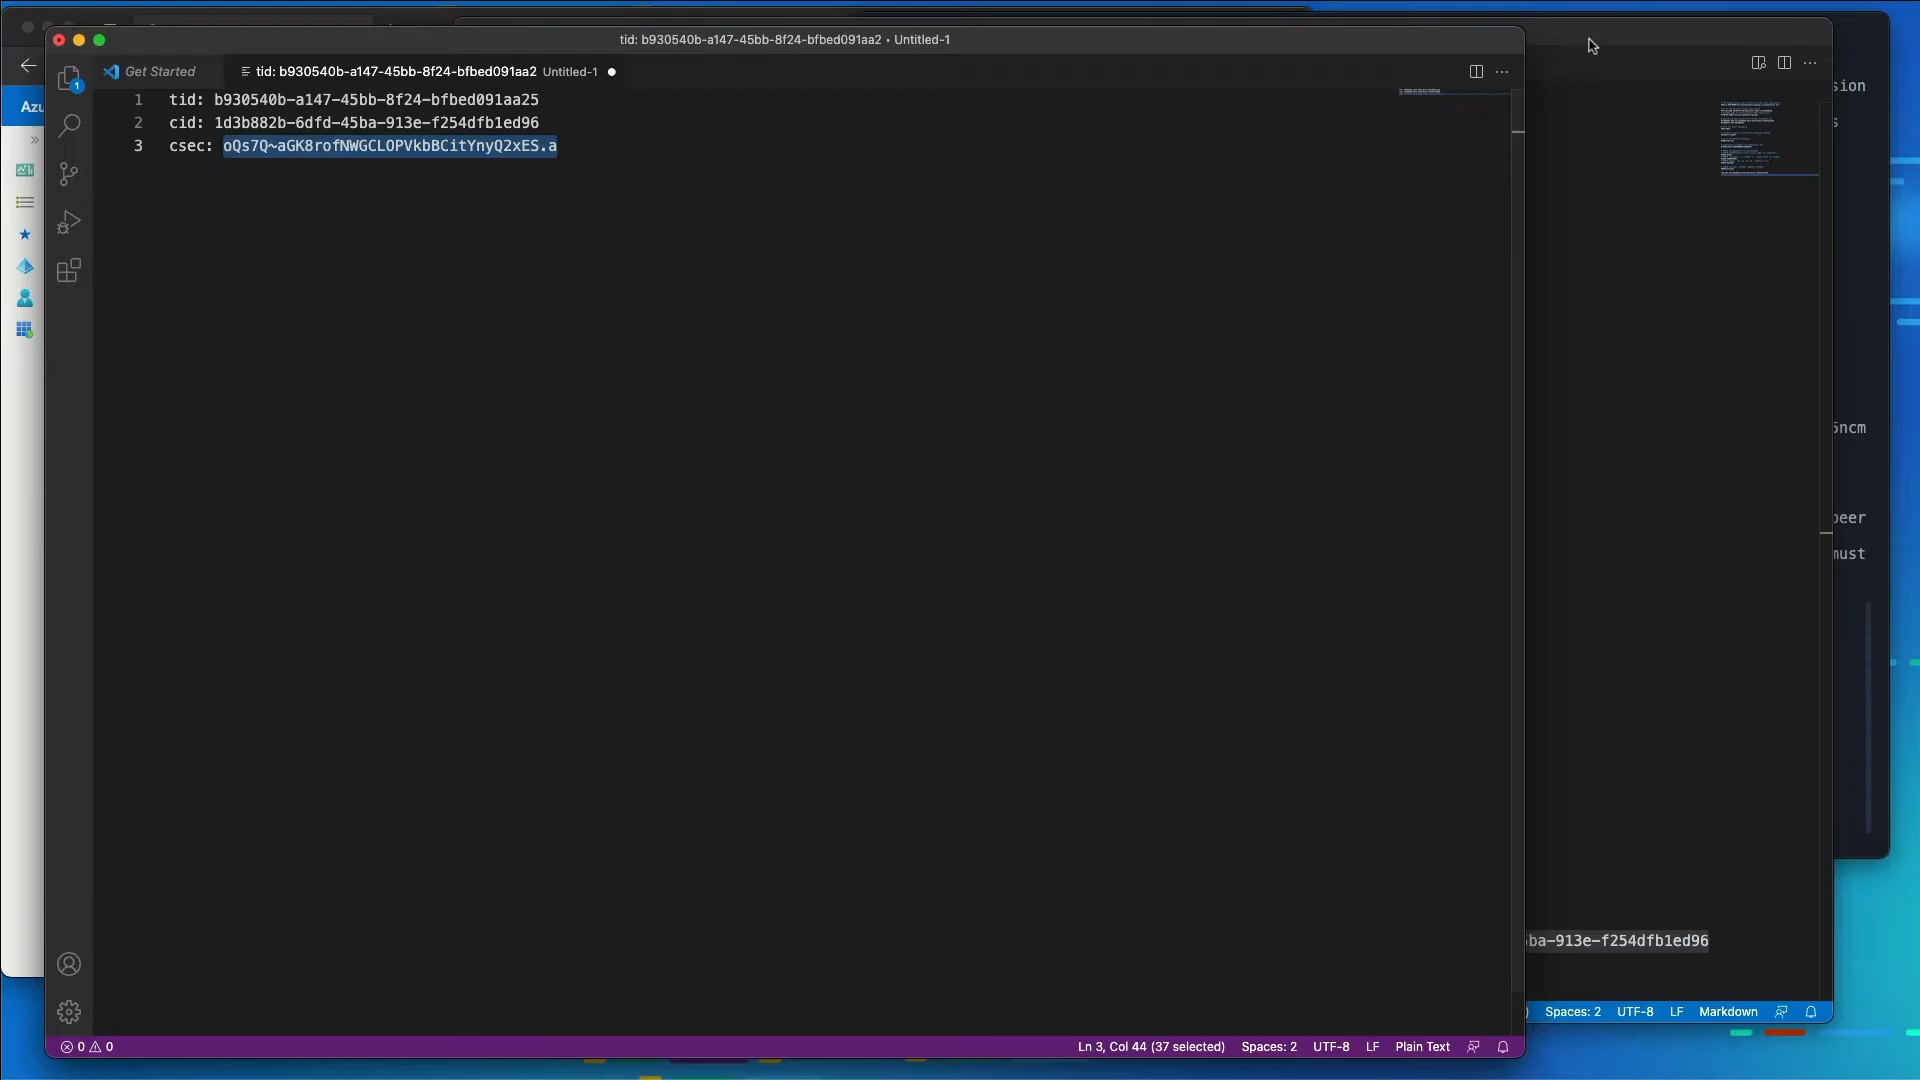 tid: b930540b-a147-45bb-8f24-bfbed091aa2 • Untitled-1
Get Started
tid: b930540b-a147-45bb-8f24-bfbed091aa2 Untitled-1
1 tid: b930540b-a147-45bb-8f24-bfbed091aa25
2 cid: 1d3b882b-6dfd-45ba-913e-f254dfb1ed96
3 csec: oQs7Q~aGK8rofNWGCLOPVkbBCitYnyQ2xES.a
1
Azu
sion
s
5ncm
peer
must
ba-913e-f254dfb1ed96
Spaces: 2 UTF-8 LF Markdown
0 0 Ln 3, Col 44 (37 selected) Spaces: 2 UTF-8 LF Plain Text